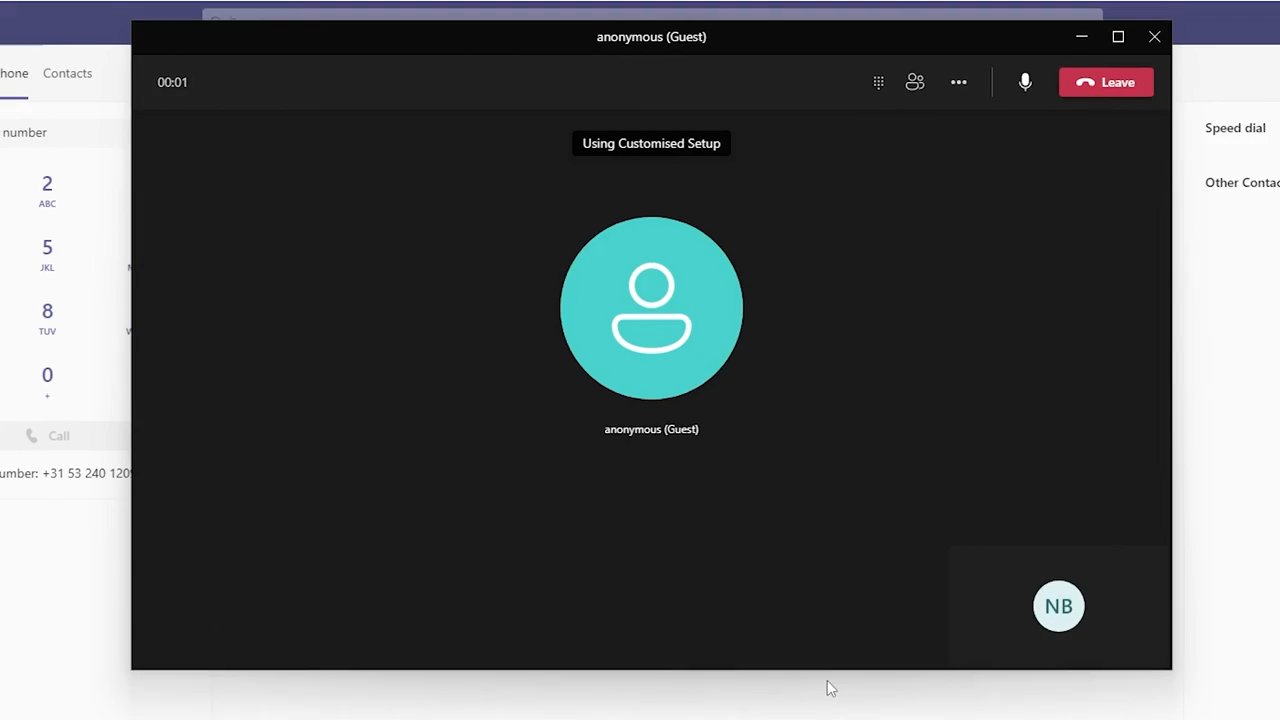 anonymous (Guest)
hone Contacts
00:01
Leave
number
Using Customised Setup
Speed dial
2
ABC
Other Contac
5
JKL
8
TUV
0
+
anonymous (Guest)
Call
umber: +31 53 240 120
NB